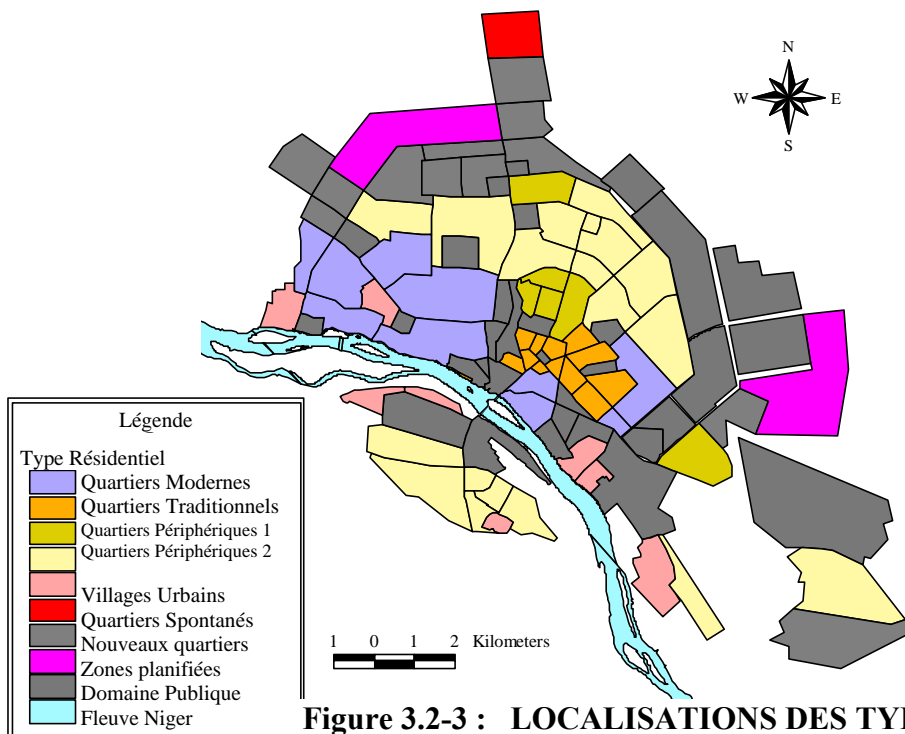 N
W E
S
Légende
Type Résidentiel
Quartiers Modernes
Quartiers Traditionnels
Quartiers Périphériques 1
Quartiers Périphériques 2
Villages Urbains
Quartiers Spontanés
Nouveaux quartiers
Zones planifiées
Domaine Publique
Fleuve Niger
1 0 1 2 Kilometers
Figure 3.2-3 : LOCALISATIONS DES TYP